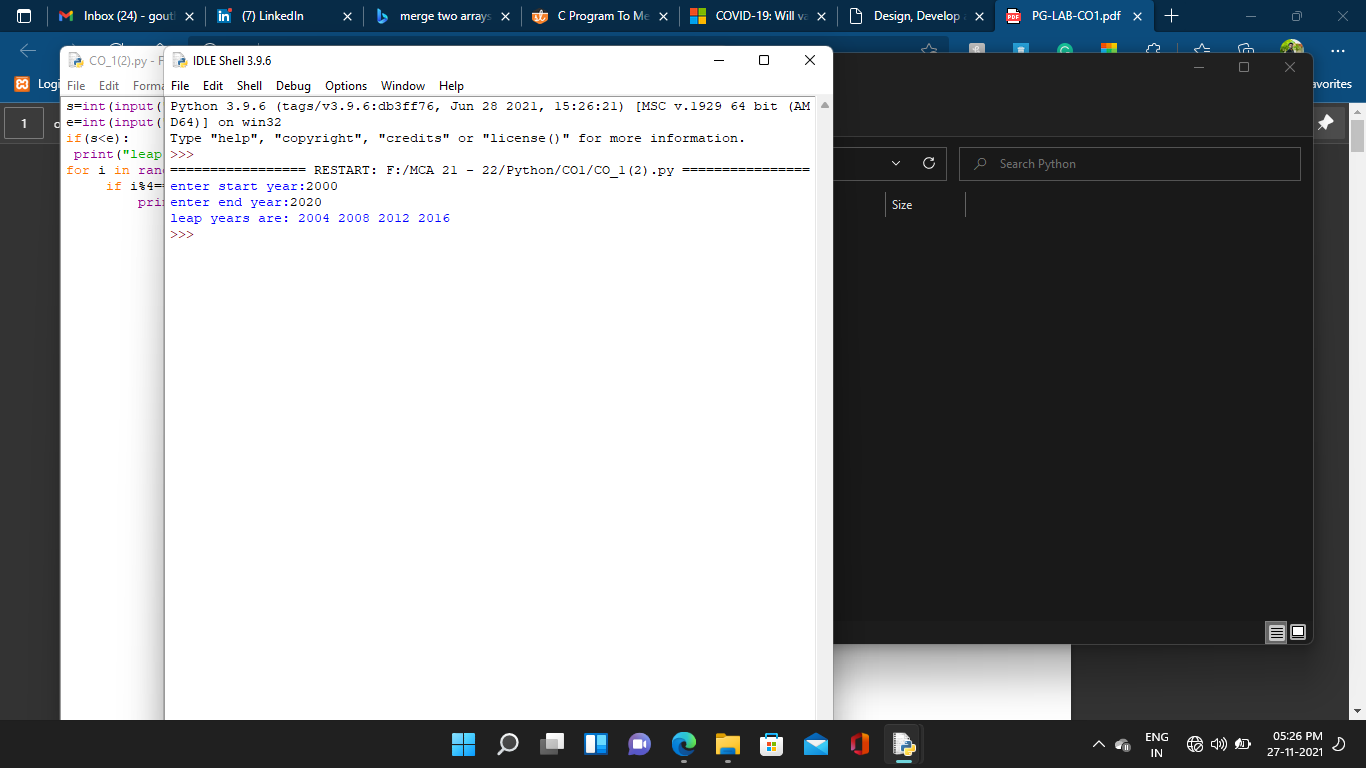 Inbox (24) - gouti
(7) LinkedIn
merge two arrays
C Program To Me
COVID-19: Will va
Design, Develop a
PG-LAB-CO1.pdf
Logi
avorites
1
CO_1(2).py - F
File Edit Forma
s=int(input(
e=int(input(
if(s<e):
print("leap
for i in rang
if i%4==
prin
IDLE Shell 3.9.6
File Edit Shell Debug Options Window Help
Python 3.9.6 (tags/v3.9.6:db3ff76, Jun 28 2021, 15:26:21) [MSC v.1929 64 bit (AM
D64)] on win32
Type "help", "copyright", "credits" or "license()" for more information.
>>>
================= RESTART: F:/MCA 21 - 22/Python/CO1/CO_1(2).py ================
enter start year:2000
enter end year:2020
leap years are: 2004 2008 2012 2016
>>>
Search Python
Size
ENG
IN
05:26 PM
27-11-2021